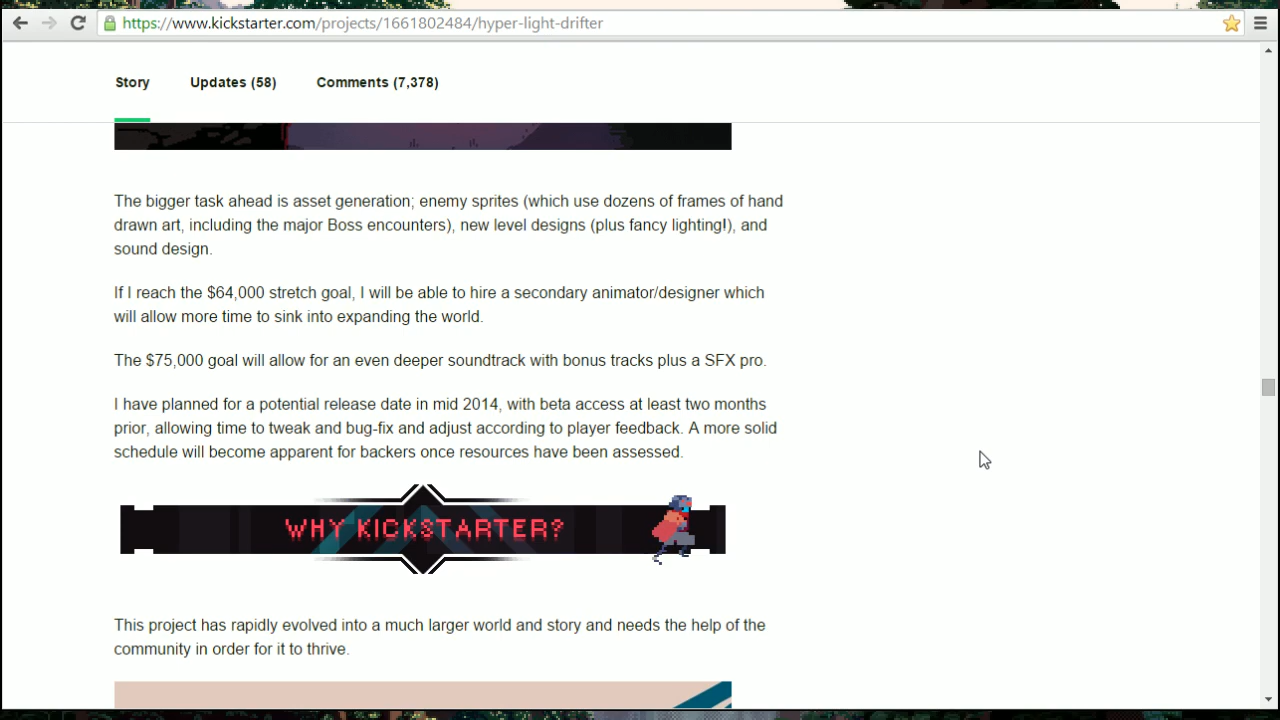 https://www.kickstarter.com/projects/1661802484/hyper-light-drifter
Story Updates (58) Comments (7,378)
The bigger task ahead is asset generation; enemy sprites (which use dozens of frames of hand
drawn art, including the major Boss encounters), new level designs (plus fancy lighting!), and
sound design.
If I reach the $64,000 stretch goal, I will be able to hire a secondary animator/designer which
will allow more time to sink into expanding the world.
The $75,000 goal will allow for an even deeper soundtrack with bonus tracks plus a SFX pro.
I have planned for a potential release date in mid 2014, with beta access at least two months
prior, allowing time to tweak and bug-fix and adjust according to player feedback. A more solid
schedule will become apparent for backers once resources have been assessed.
WHY KICKSTARTER?
This project has rapidly evolved into a much larger world and story and needs the help of the
community in order for it to thrive.